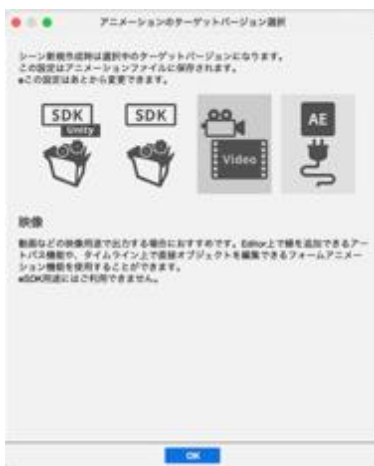 アニメーションのターゲットバージョン選択
シーン新規作成時は選択中のターゲットバージョンになります。
この設定はアニメーションファイルに保存されます。
※この設定はあとから変更できます。
SDK
Unity
SDK
Video
AE
映像
動画などの映像用途で出力する場合におすすめです。Editor上で線を追加できるアー
トパス機能や、タイムライン上で直接オブジェクトを編集できるフォームアニメー
ション機能を使用することができます。
※SDK用途にはご利用できません。
OK